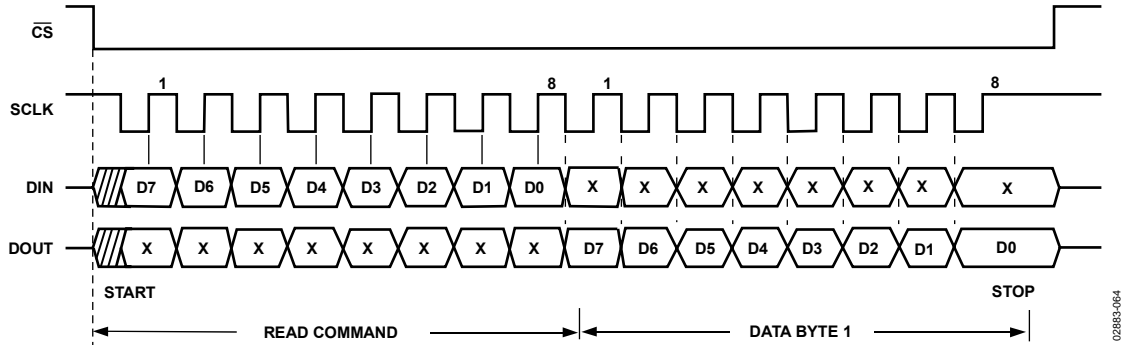 CS
SCLK 1 8 1 8
DIN D7 D6 D5 D4 D3 D2 D1 D0 X X X X X X X X
DOUT X X X X X X X X D7 D6 D5 D4 D3 D2 D1 D0
START STOP
READ COMMAND DATA BYTE 1
02883-064